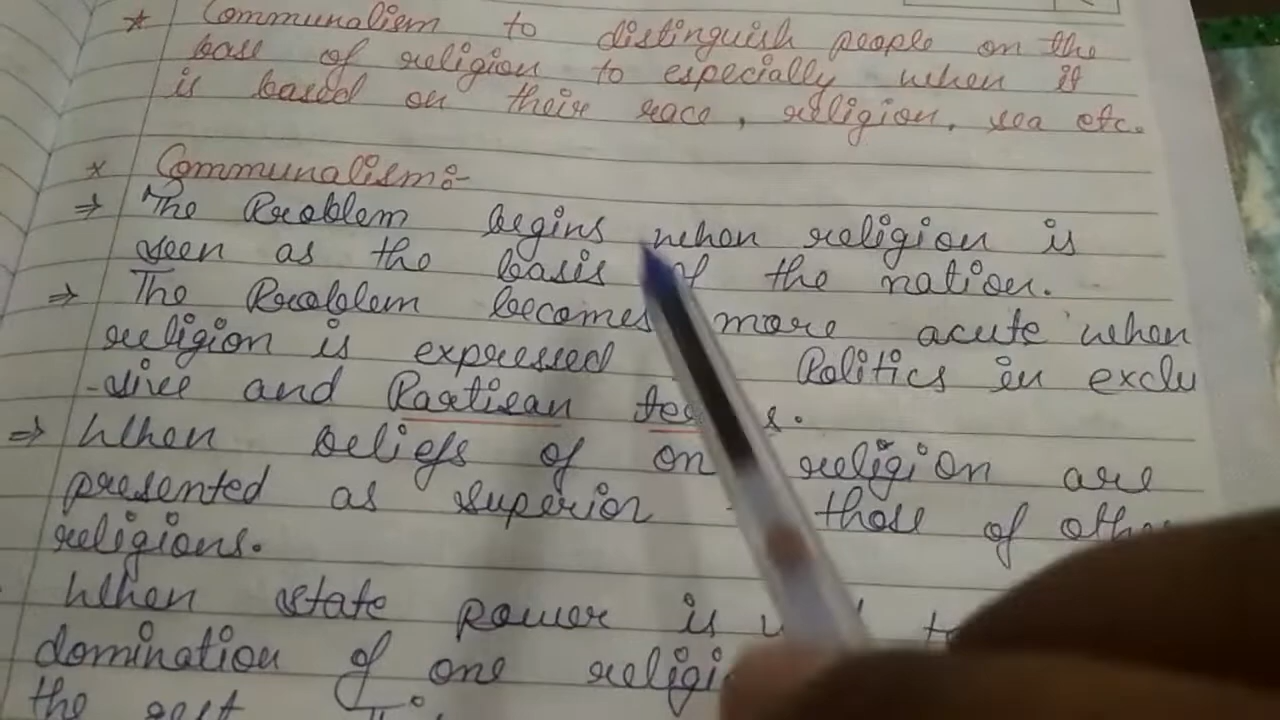 * Communalism to distinguish people on the
base of religion to especially when it
is based on their race, religion, sea etc.
* Communalism:-
⇒ The Problem begins when religion is
seen as the basis of the nation.
⇒ The Problem becomes more acute when
religion is expressed Politics in exclu
-sive and Partisan
⇒ When beliefs of religion are
presented as superior those of
religions.
When state power is
domination of one
the rest